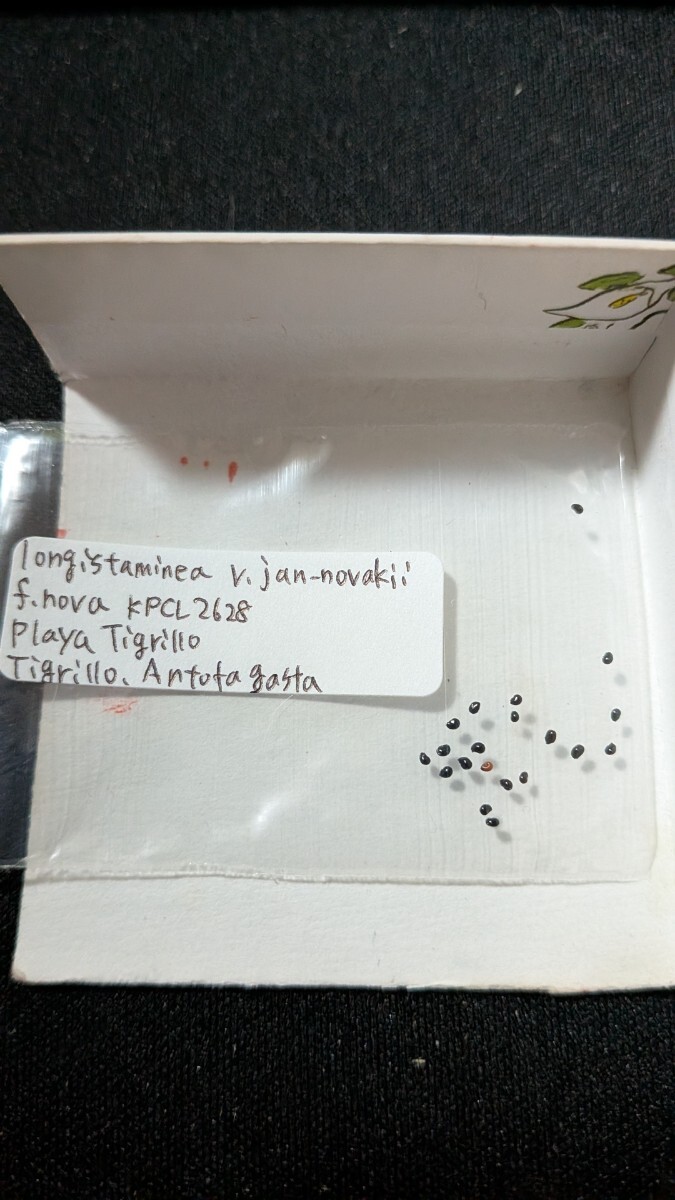 longistaminea v. jan-novakii
f. nova KPCL2628
Playa Tigrillo
Tigrillo. Antofagasta